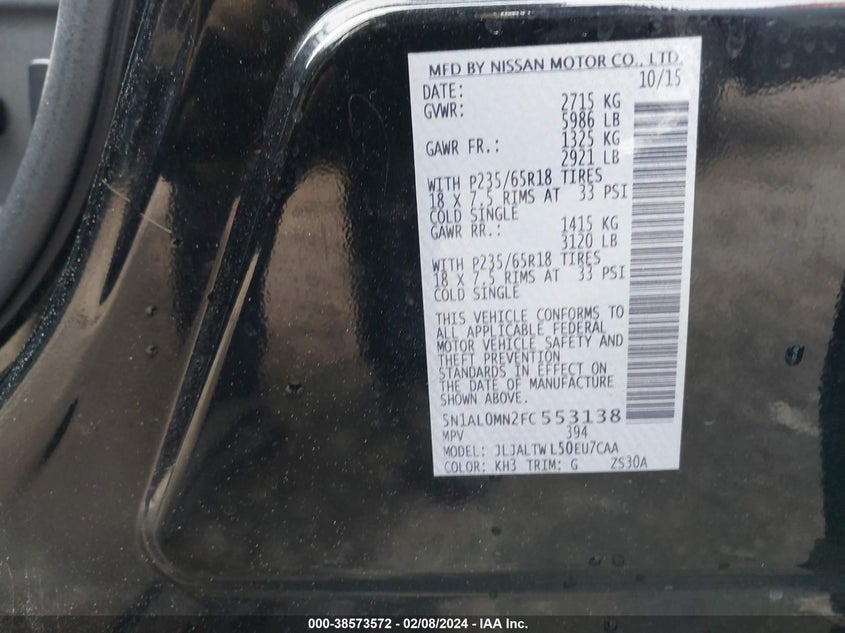 MFD BY NISSAN MOTOR CO., LTD.
DATE: 10/15
GVWR: 2715 KG
5986 LB
GAWR FR.: 1325 KG
2921 LB
WITH P235/65R18 TIRES
18 X 7.5 RIMS AT 33 PSI
COLD SINGLE
GAWR RR.: 1415 KG
3120 LB
WITH P235/65R18 TIRES
18 X 7.5 RIMS AT 33 PSI
COLD SINGLE
THIS VEHICLE CONFORMS TO
ALL APPLICABLE FEDERAL
MOTOR VEHICLE SAFETY AND
THEFT PREVENTION
STANDARDS IN EFFECT ON
THE DATE OF MANUFACTURE
SHOWN ABOVE.
5N1AL0MN2FC553138
MPV 394
MODEL: JLJALTWL50EU7CAA
COLOR: KH3 TRIM: G ZS30A
000-38573572 - 02/08/2024 - IAA Inc.